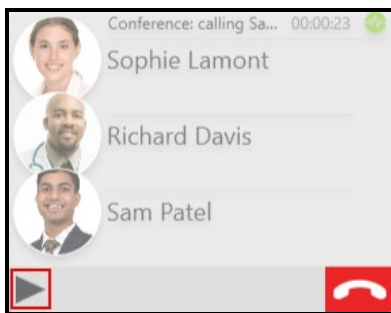 Conference: calling Sa... 00:00:23
Sophie Lamont
Richard Davis
Sam Patel